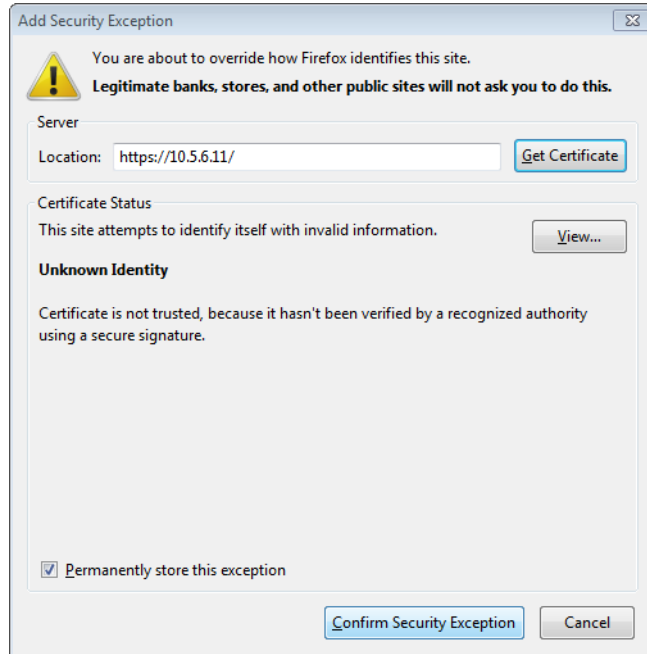 Add Security Exception
You are about to override how Firefox identifies this site.
Legitimate banks, stores, and other public sites will not ask you to do this.
Server
Location: https://10.5.6.11/ Get Certificate
Certificate Status
This site attempts to identify itself with invalid information. View...
Unknown Identity
Certificate is not trusted, because it hasn't been verified by a recognized authority
using a secure signature.
Permanently store this exception
Confirm Security Exception Cancel